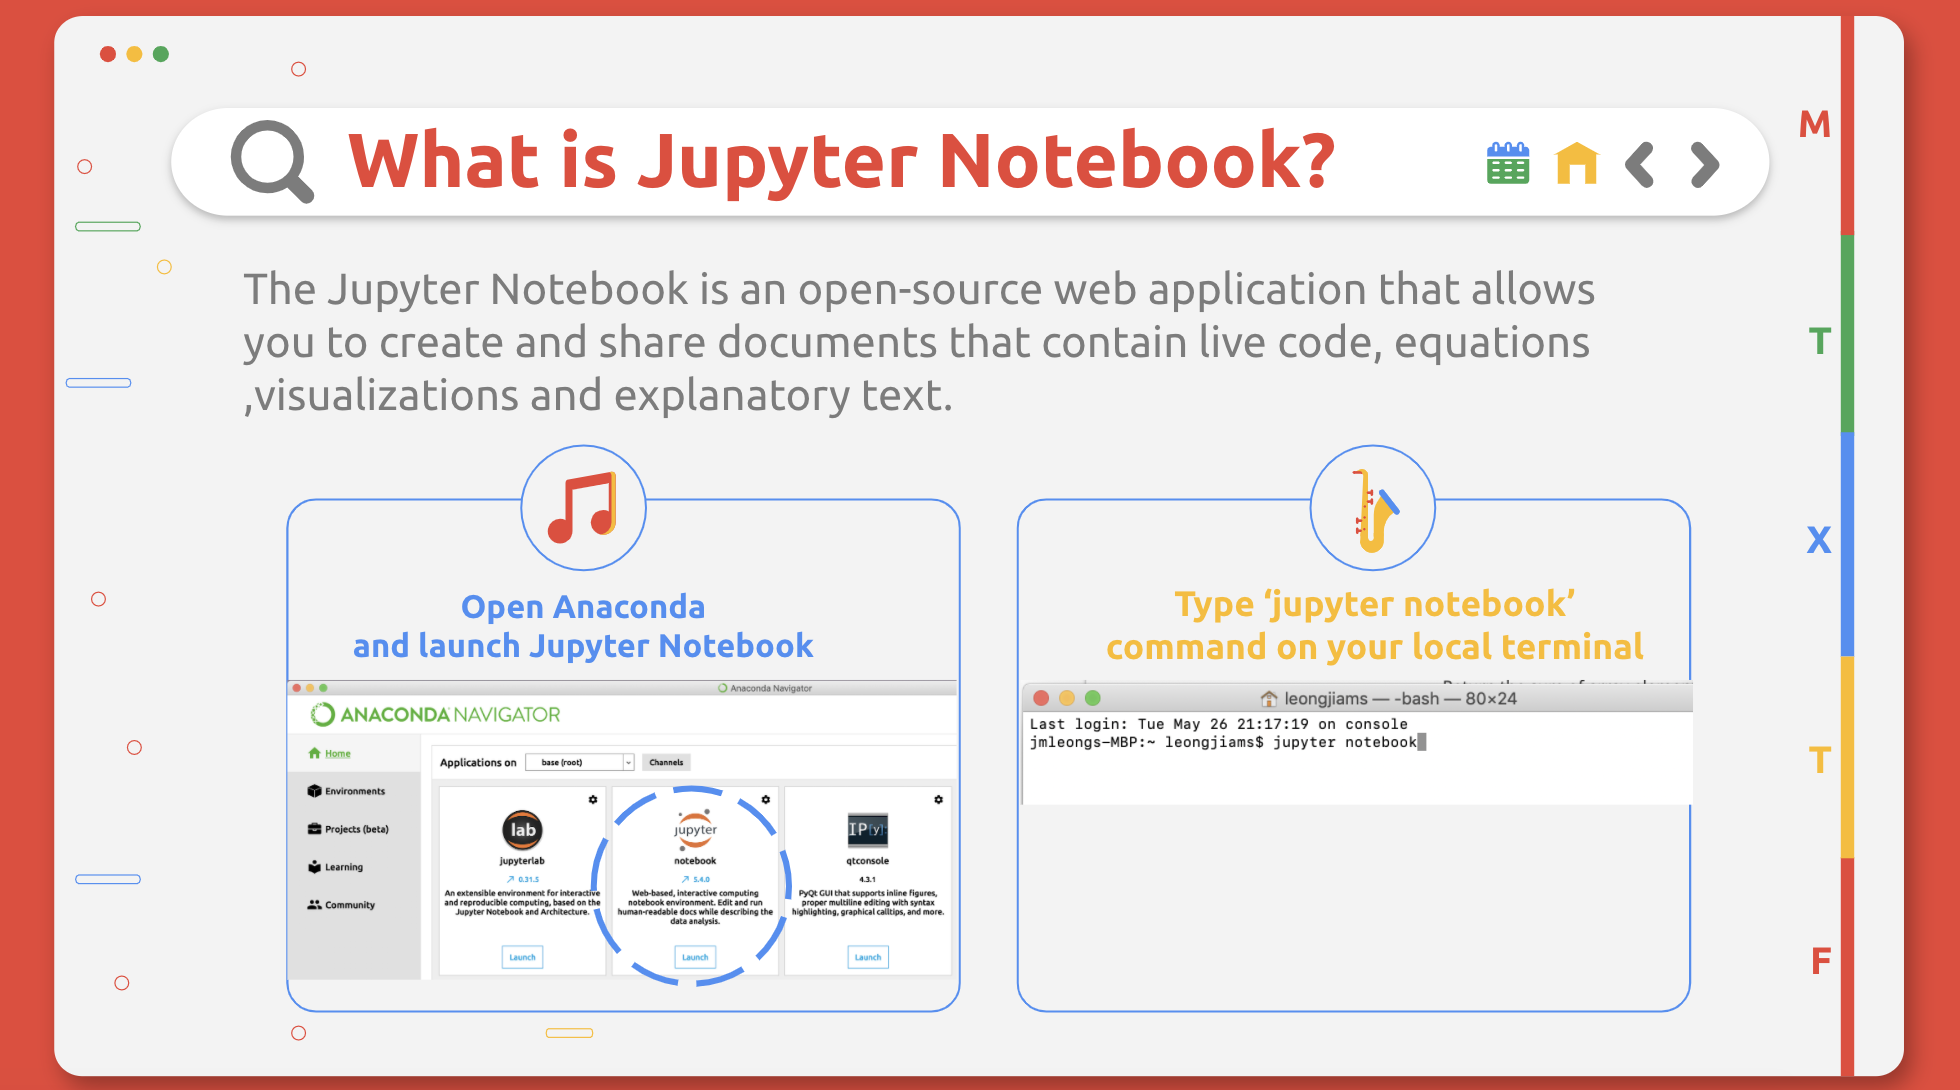 What is Jupyter Notebook?
The Jupyter Notebook is an open-source web application that allows
you to create and share documents that contain live code, equations
,visualizations and explanatory text.
M
T
X
T
F
Open Anaconda
and launch Jupyter Notebook
Anaconda Navigator
ANACONDA NAVIGATOR
Home
Environments
Projects (beta)
Learning
Community
Applications on base (root) Channels
lab
jupyterlab
0.31.5
An extensible environment for interactive
and reproducible computing, based on the
Jupyter Notebook and Architecture.
Launch
jupyter
notebook
5.4.0
Web-based, interactive computing
notebook environment. Edit and run
human-readable docs while describing the
data analysis.
Launch
IP[y]:
qtconsole
4.3.1
PyQt GUI that supports inline figures,
proper multiline editing with syntax
highlighting, graphical calltips, and more.
Launch
Type ‘jupyter notebook’
command on your local terminal
leongjiams — -bash — 80×24
Last login: Tue May 26 21:17:19 on console
jmleongs-MBP:~ leongjiams$ jupyter notebook